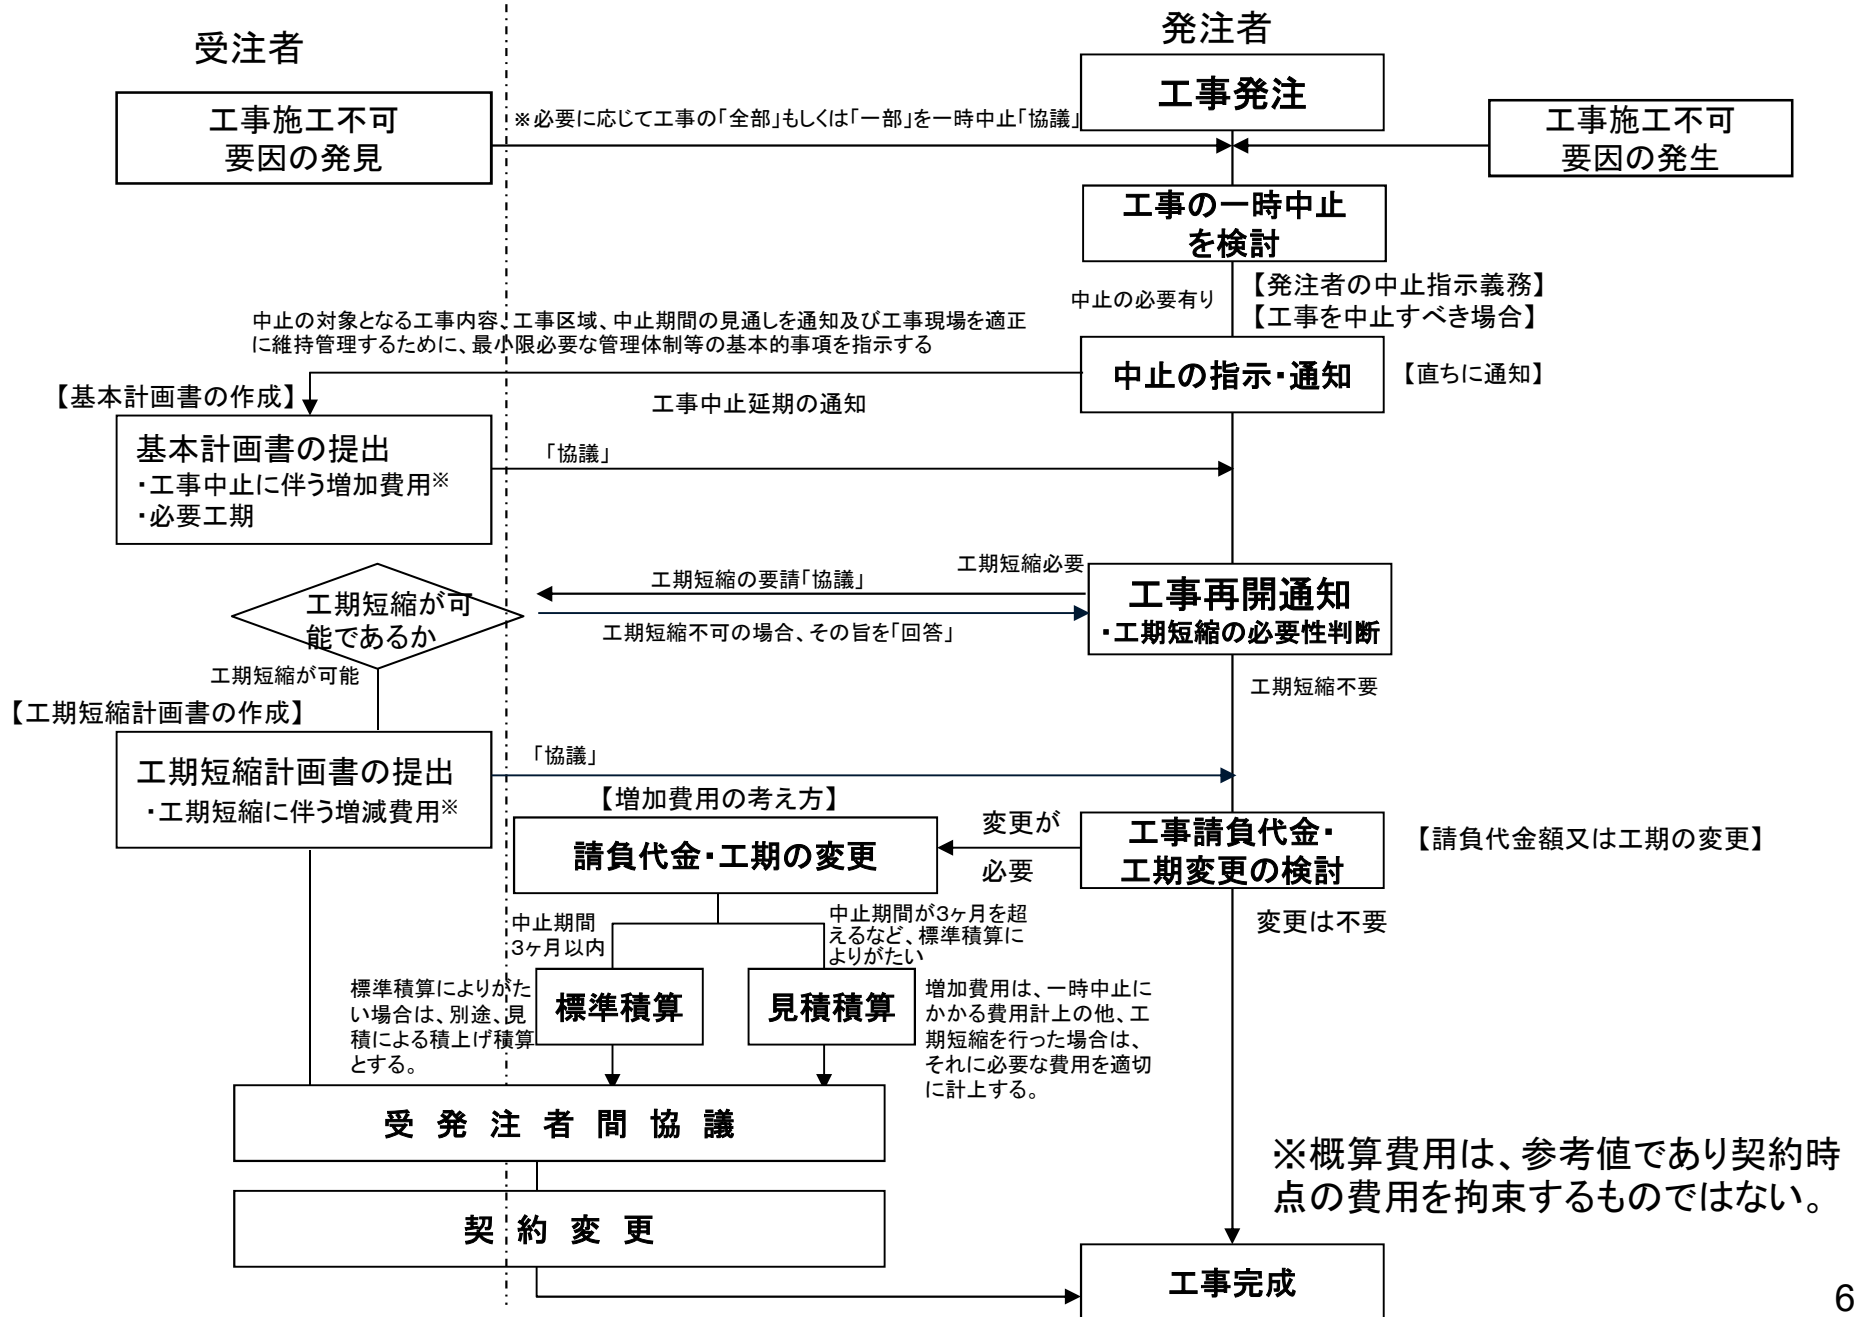 受注者
発注者
工事発注
工事施工不可
要因の発見
※必要に応じて工事の｢全部｣もしくは｢一部｣を一時中止｢協議｣
工事施工不可
要因の発生
工事の一時中止
を検討
中止の必要有り
【発注者の中止指示義務】
【工事を中止すべき場合】
中止の対象となる工事内容、工事区域、中止期間の見通しを通知及び工事現場を適正
に維持管理するために、最小限必要な管理体制等の基本的事項を指示する
中止の指示・通知
【直ちに通知】
【基本計画書の作成】
工事中止延期の通知
基本計画書の提出
・工事中止に伴う増加費用※
・必要工期
｢協議｣
工期短縮必要
工期短縮の要請｢協議｣
工事再開通知
・工期短縮の必要性判断
工期短縮が可
能であるか
工期短縮不可の場合、その旨を｢回答｣
工期短縮が可能
工期短縮不要
【工期短縮計画書の作成】
工期短縮計画書の提出
・工期短縮に伴う増減費用※
｢協議｣
【増加費用の考え方】
請負代金・工期の変更
変更が
必要
工事請負代金・
工期変更の検討
【請負代金額又は工期の変更】
中止期間
3ヶ月以内
中止期間が3ヶ月を超
えるなど、標準積算に
よりがたい
変更は不要
標準積算によりがた
い場合は、別途、見
積による積上げ積算
とする。
標準積算
見積積算
増加費用は、一時中止に
かかる費用計上の他、工
期短縮を行った場合は、
それに必要な費用を適切
に計上する。
受発注者間協議
※概算費用は、参考値であり契約時
点の費用を拘束するものではない。
契約変更
工事完成
6